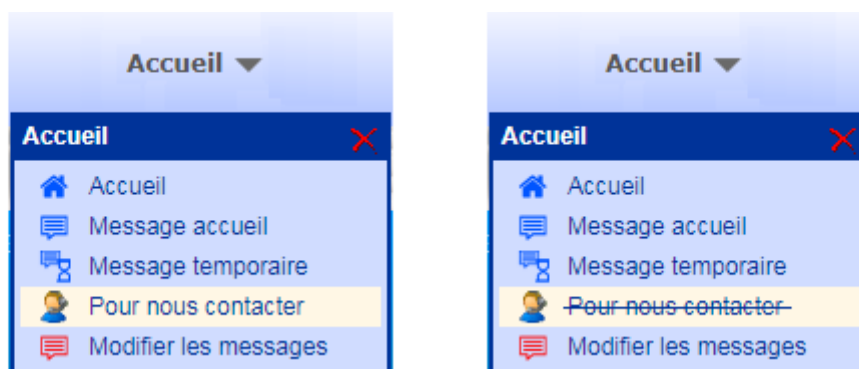 Accueil
Accueil
Accueil
Message accueil
Message temporaire
Pour nous contacter
Modifier les messages
Accueil
Accueil
Accueil
Message accueil
Message temporaire
Pour nous contacter
Modifier les messages